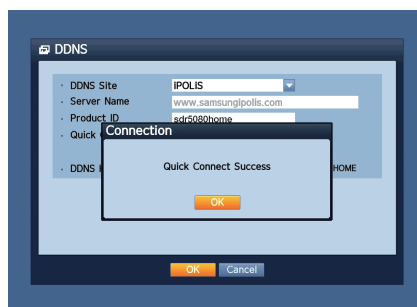 DDNS
DDNS Site
IPOLIS
Server Name
www.samsungipolis.com
Product ID
sdr5080home
Quick
Connection
Quick Connect Success
DDNS
HOME
OK
OK
Cancel